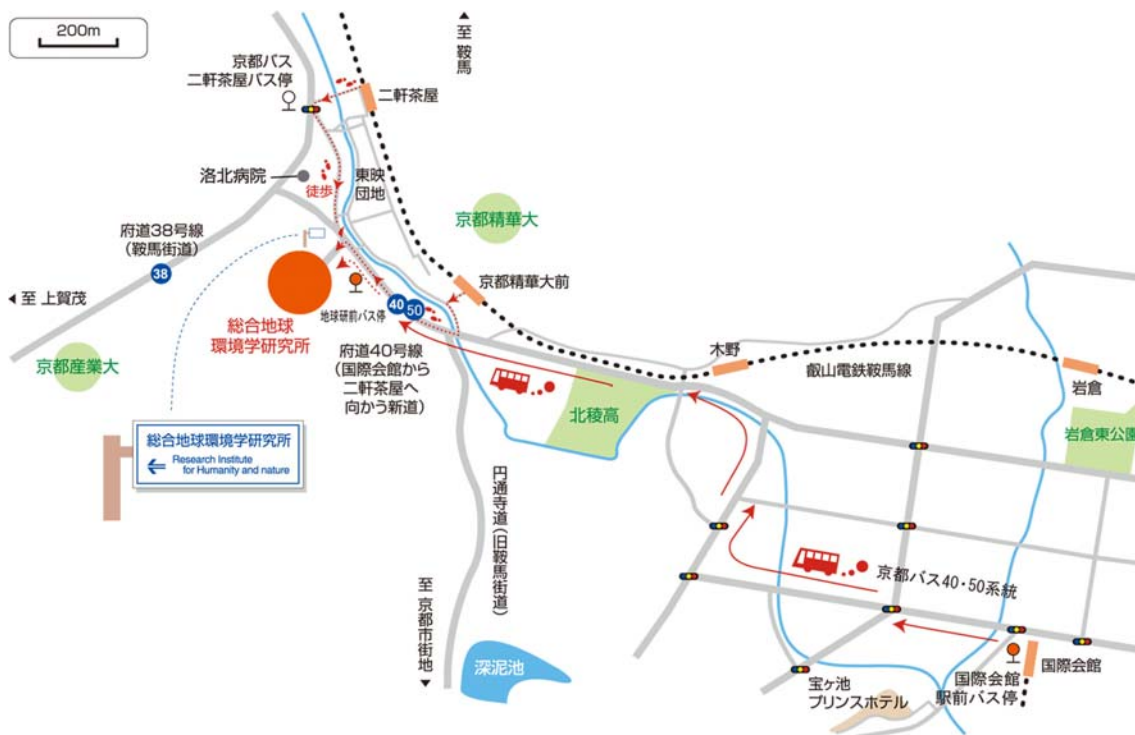 200m
京都バス
二軒茶屋バス停
至 鞍馬
二軒茶屋
洛北病院
徒歩
東映
団地
京都精華大
府道38号線
(鞍馬街道)
38
至 上賀茂
京都産業大
総合地球
環境学研究所
地球研前バス停
40
50
京都精華大前
府道40号線
(国際会館から
二軒茶屋へ
向かう新道)
木野
叡山電鉄鞍馬線
岩倉
北稜高
岩倉東公園
総合地球環境学研究所
Research Institute
for Humanity and nature
円通寺道(旧鞍馬街道)
至 京都市街地
深泥池
京都バス40・50系統
宝ヶ池
プリンスホテル
国際会館
駅前バス停
国際会館